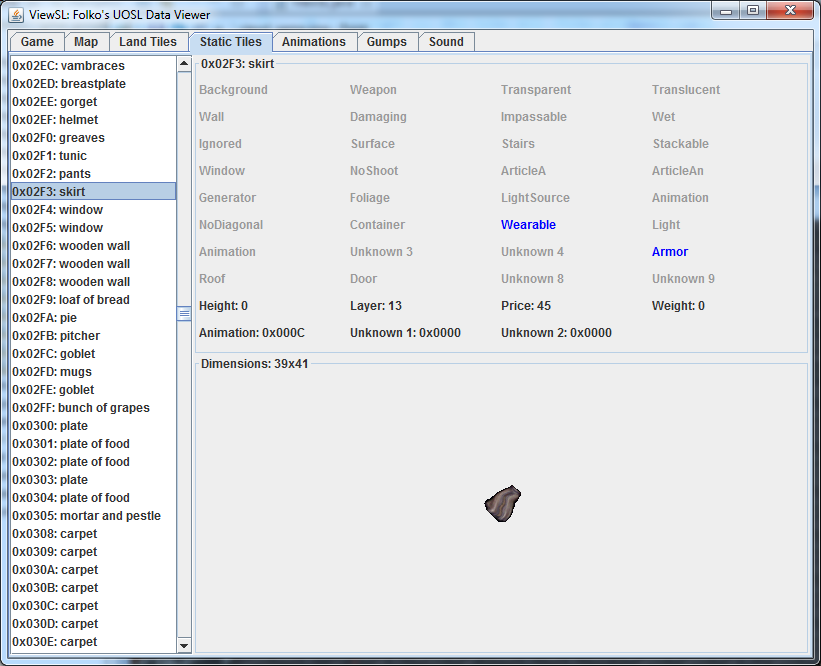 ViewSL: Folko's UOSL Data Viewer
Game Map Land Tiles Static Tiles Animations Gumps Sound
0x02EC: vambraces
0x02ED: breastplate
0x02EE: gorget
0x02EF: helmet
0x02F0: greaves
0x02F1: tunic
0x02F2: pants
0x02F3: skirt
0x02F4: window
0x02F5: window
0x02F6: wooden wall
0x02F7: wooden wall
0x02F8: wooden wall
0x02F9: loaf of bread
0x02FA: pie
0x02FB: pitcher
0x02FC: goblet
0x02FD: mugs
0x02FE: goblet
0x02FF: bunch of grapes
0x0300: plate
0x0301: plate of food
0x0302: plate of food
0x0303: plate
0x0304: plate of food
0x0305: mortar and pestle
0x0308: carpet
0x0309: carpet
0x030A: carpet
0x030B: carpet
0x030C: carpet
0x030D: carpet
0x030E: carpet
0x02F3: skirt
Background Weapon Transparent Translucent
Wall Damaging Impassable Wet
Ignored Surface Stairs Stackable
Window NoShoot ArticleA ArticleAn
Generator Foliage LightSource Animation
NoDiagonal Container Wearable Light
Animation Unknown 3 Unknown 4 Armor
Roof Door Unknown 8 Unknown 9
Height: 0 Layer: 13 Price: 45 Weight: 0
Animation: 0x000C Unknown 1: 0x0000 Unknown 2: 0x0000
Dimensions: 39x41